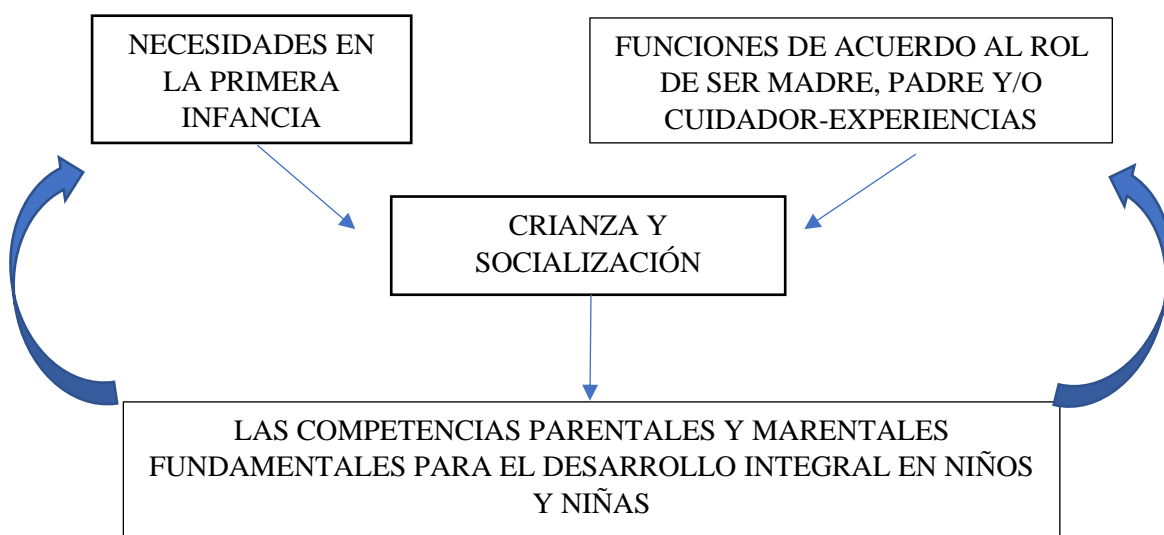 NECESIDADES EN
LA PRIMERA
INFANCIA
FUNCIONES DE ACUERDO AL ROL
DE SER MADRE, PADRE Y/O
CUIDADOR-EXPERIENCIAS
CRIANZA Y
SOCIALIZACIÓN
LAS COMPETENCIAS PARENTALES Y MARENTALES
FUNDAMENTALES PARA EL DESARROLLO INTEGRAL EN NIÑOS
Y NIÑAS